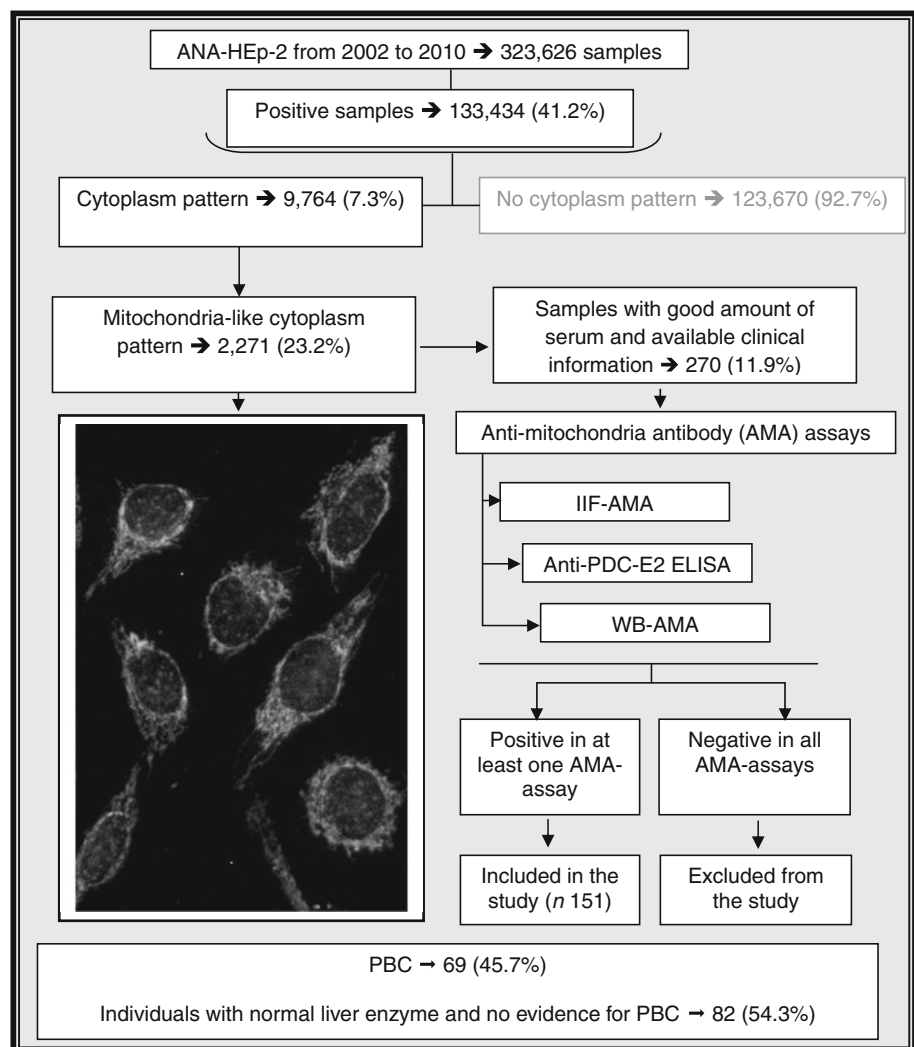 ANA-HEp-2 from 2002 to 2010 ➔ 323,626 samples
Positive samples ➔ 133,434 (41.2%)
Cytoplasm pattern ➔ 9,764 (7.3%)
No cytoplasm pattern ➔ 123,670 (92.7%)
Mitochondria-like cytoplasm
pattern ➔ 2,271 (23.2%)
Samples with good amount of
serum and available clinical
information ➔ 270 (11.9%)
Anti-mitochondria antibody (AMA) assays
IIF-AMA
Anti-PDC-E2 ELISA
WB-AMA
Positive in at
least one AMA-
assay
Negative in all
AMA-assays
Included in the
study (n 151)
Excluded from
the study
PBC ➞ 69 (45.7%)
Individuals with normal liver enzyme and no evidence for PBC ➞ 82 (54.3%)